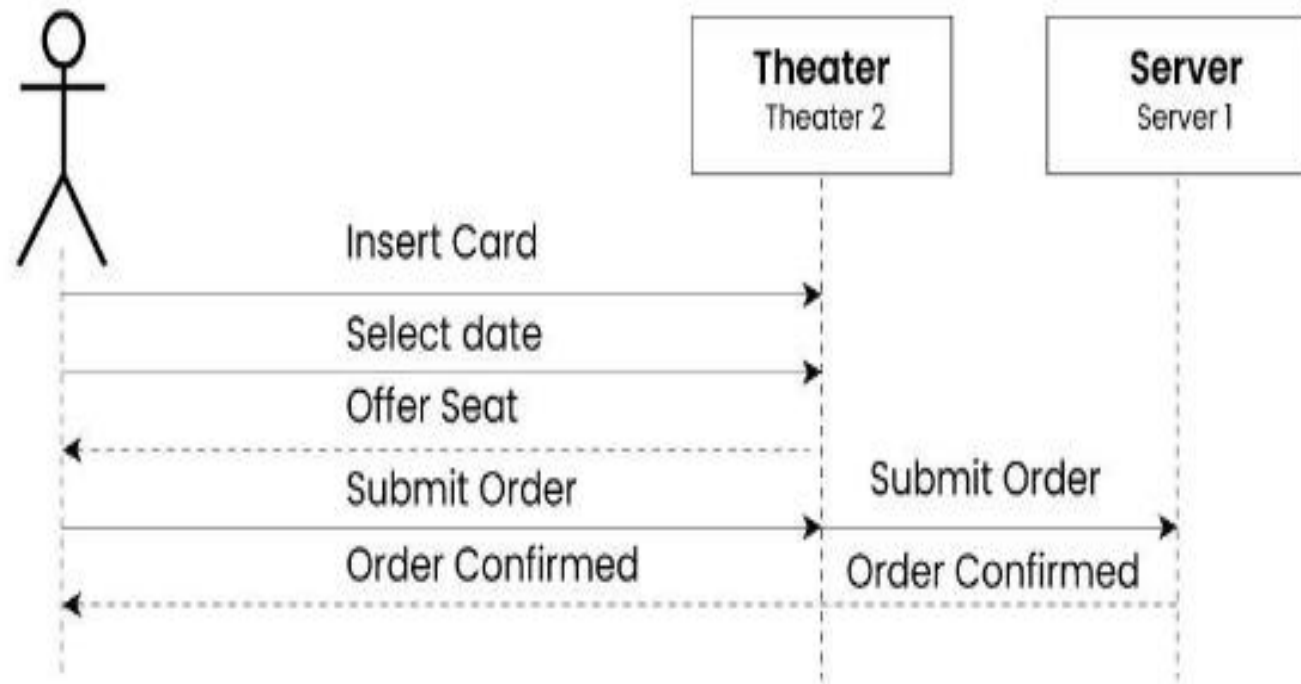 Theater
Theater 2
Server
Server 1
Insert Card
Select date
Offer Seat
Submit Order
Submit Order
Order Confirmed
Order Confirmed